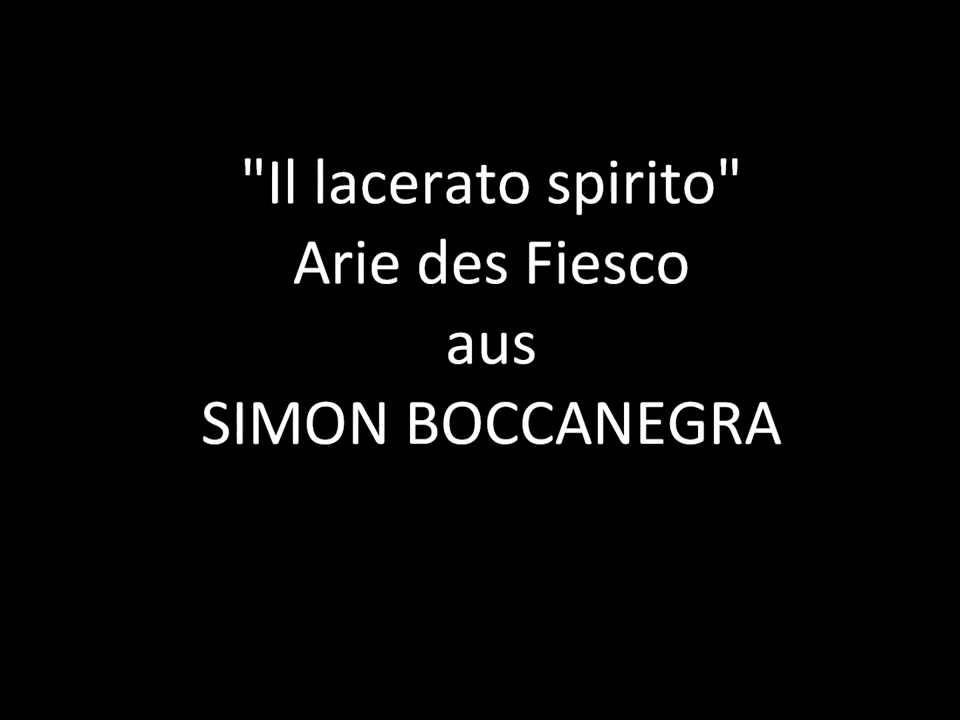 "Il lacerato spirito"
Arie des Fiesco
aus
SIMON BOCCANEGRA